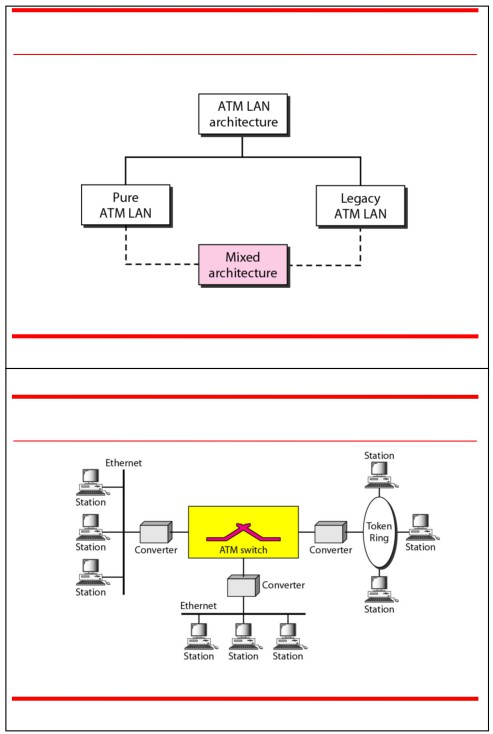 ATM LAN
architecture
Pure
ATM LAN
Legacy
ATM LAN
Mixed
architecture
Ethernet
Station
Station
Station
Converter
ATM switch
Converter
Converter
Ethernet
Station
Station
Station
Station
Token
Ring
Station
Station